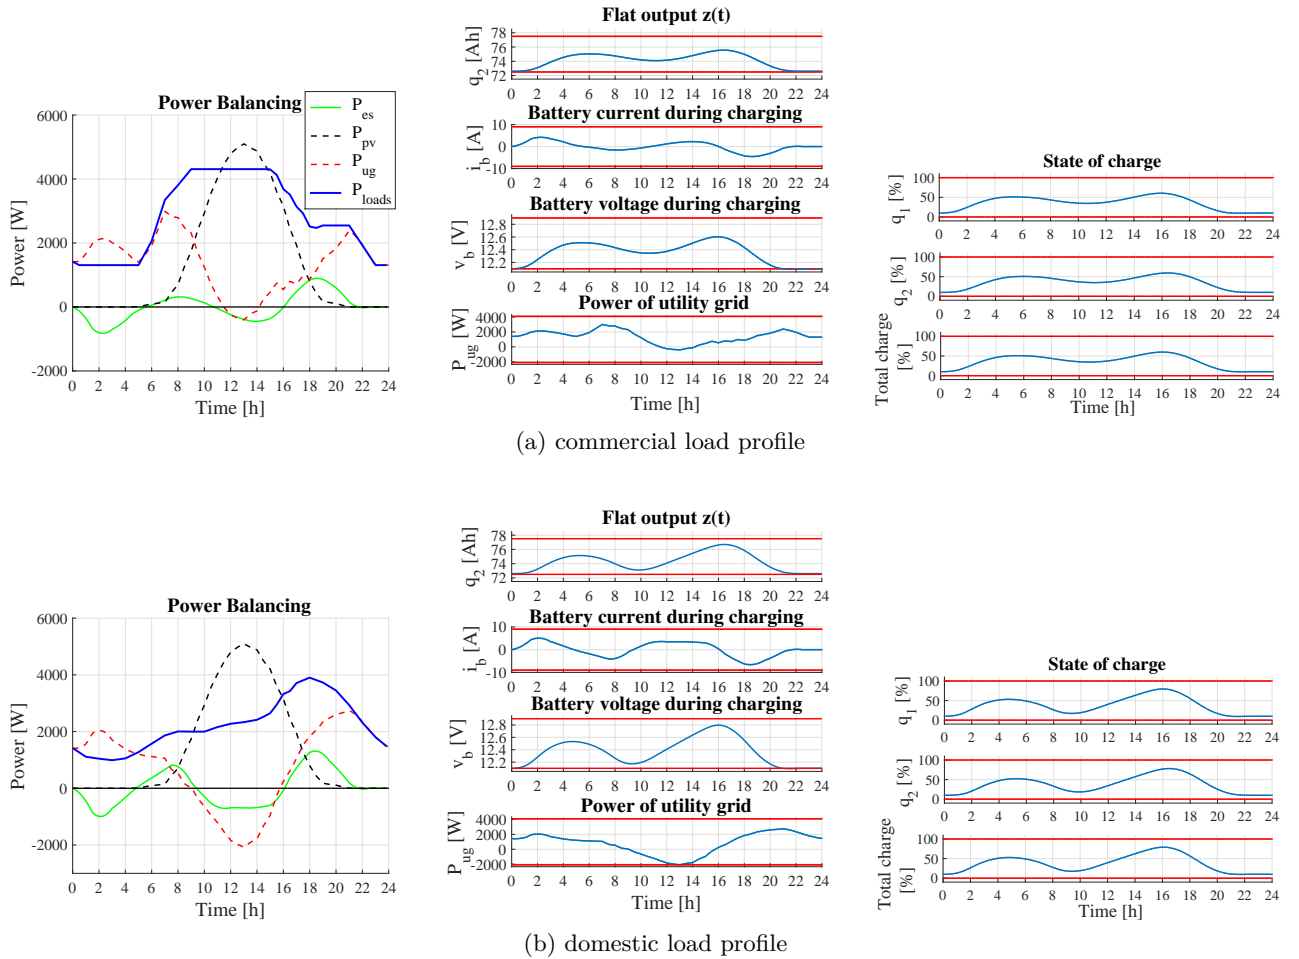 Power Balancing
P_es
P_pv
P_ug
P_loads
6000
4000
2000
0
-2000
Power [W]
0 2 4 6 8 10 12 14 16 18 20 22 24
Time [h]
Flat output z(t)
78
76
74
72
q_2 [Ah]
0 2 4 6 8 10 12 14 16 18 20 22 24
Battery current during charging
10
0
-10
i_b [A]
0 2 4 6 8 10 12 14 16 18 20 22 24
Battery voltage during charging
12.8
12.6
12.4
12.2
v_b [V]
0 2 4 6 8 10 12 14 16 18 20 22 24
Power of utility grid
4000
2000
0
-2000
P_ug [W]
0 2 4 6 8 10 12 14 16 18 20 22 24
Time [h]
State of charge
100
50
0
q_1 [%]
0 2 4 6 8 10 12 14 16 18 20 22 24
100
50
0
q_2 [%]
0 2 4 6 8 10 12 14 16 18 20 22 24
100
50
0
Total charge
[%]
0 2 4 6 8 10 12 14 16 18 20 22 24
Time [h]
(a) commercial load profile
Power Balancing
6000
4000
2000
0
-2000
Power [W]
0 2 4 6 8 10 12 14 16 18 20 22 24
Time [h]
Flat output z(t)
78
76
74
72
q_2 [Ah]
0 2 4 6 8 10 12 14 16 18 20 22 24
Battery current during charging
10
0
-10
i_b [A]
0 2 4 6 8 10 12 14 16 18 20 22 24
Battery voltage during charging
12.8
12.6
12.4
12.2
v_b [V]
0 2 4 6 8 10 12 14 16 18 20 22 24
Power of utility grid
4000
2000
0
-2000
P_ug [W]
0 2 4 6 8 10 12 14 16 18 20 22 24
Time [h]
State of charge
100
50
0
q_1 [%]
0 2 4 6 8 10 12 14 16 18 20 22 24
100
50
0
q_2 [%]
0 2 4 6 8 10 12 14 16 18 20 22 24
100
50
0
Total charge
[%]
0 2 4 6 8 10 12 14 16 18 20 22 24
Time [h]
(b) domestic load profile